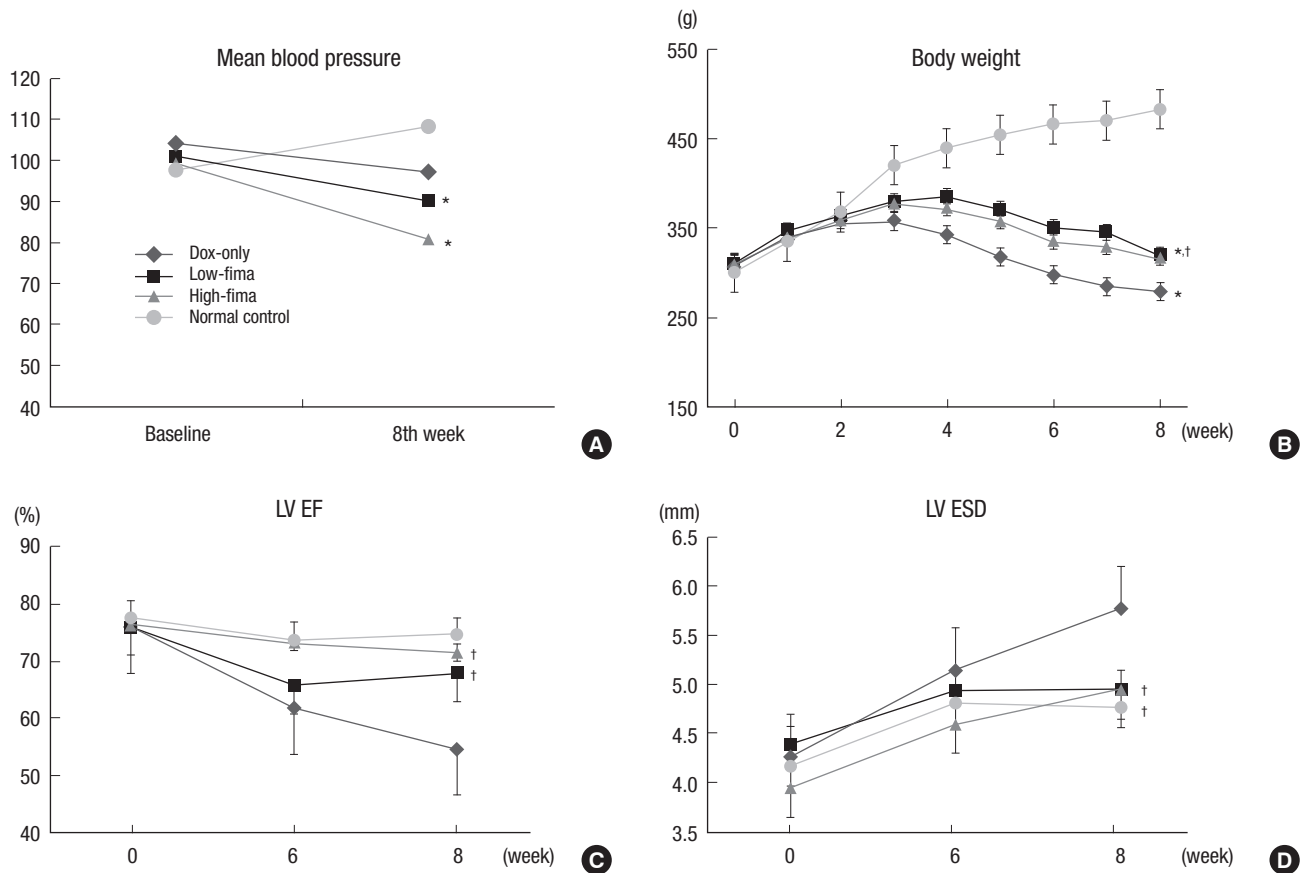 Mean blood pressure
120
110
100
90
80
70
60
50
40
*
*
Dox-only
Low-fima
High-fima
Normal control
Baseline
8th week
A
(g)
Body weight
550
450
350
250
150
*,†
*
0
2
4
6
8
(week)
B
(%)
LV EF
90
80
70
60
50
40
†
†
0
6
8
(week)
C
(mm)
LV ESD
6.5
6.0
5.5
5.0
4.5
4.0
3.5
†
†
0
6
8
(week)
D